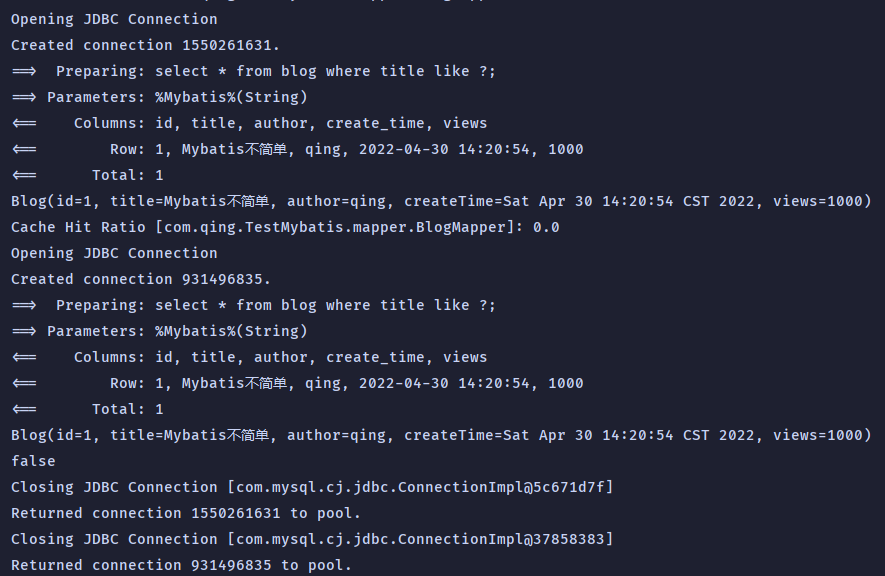 Opening JDBC Connection
Created connection 1550261631.
==>  Preparing: select * from blog where title like ?;
==> Parameters: %Mybatis%(String)
<==    Columns: id, title, author, create_time, views
<==        Row: 1, Mybatis不简单, qing, 2022-04-30 14:20:54, 1000
<==      Total: 1
Blog(id=1, title=Mybatis不简单, author=qing, createTime=Sat Apr 30 14:20:54 CST 2022, views=1000)
Cache Hit Ratio [com.qing.TestMybatis.mapper.BlogMapper]: 0.0
Opening JDBC Connection
Created connection 931496835.
==>  Preparing: select * from blog where title like ?;
==> Parameters: %Mybatis%(String)
<==    Columns: id, title, author, create_time, views
<==        Row: 1, Mybatis不简单, qing, 2022-04-30 14:20:54, 1000
<==      Total: 1
Blog(id=1, title=Mybatis不简单, author=qing, createTime=Sat Apr 30 14:20:54 CST 2022, views=1000)
false
Closing JDBC Connection [com.mysql.cj.jdbc.ConnectionImpl@5c671d7f]
Returned connection 1550261631 to pool.
Closing JDBC Connection [com.mysql.cj.jdbc.ConnectionImpl@37858383]
Returned connection 931496835 to pool.